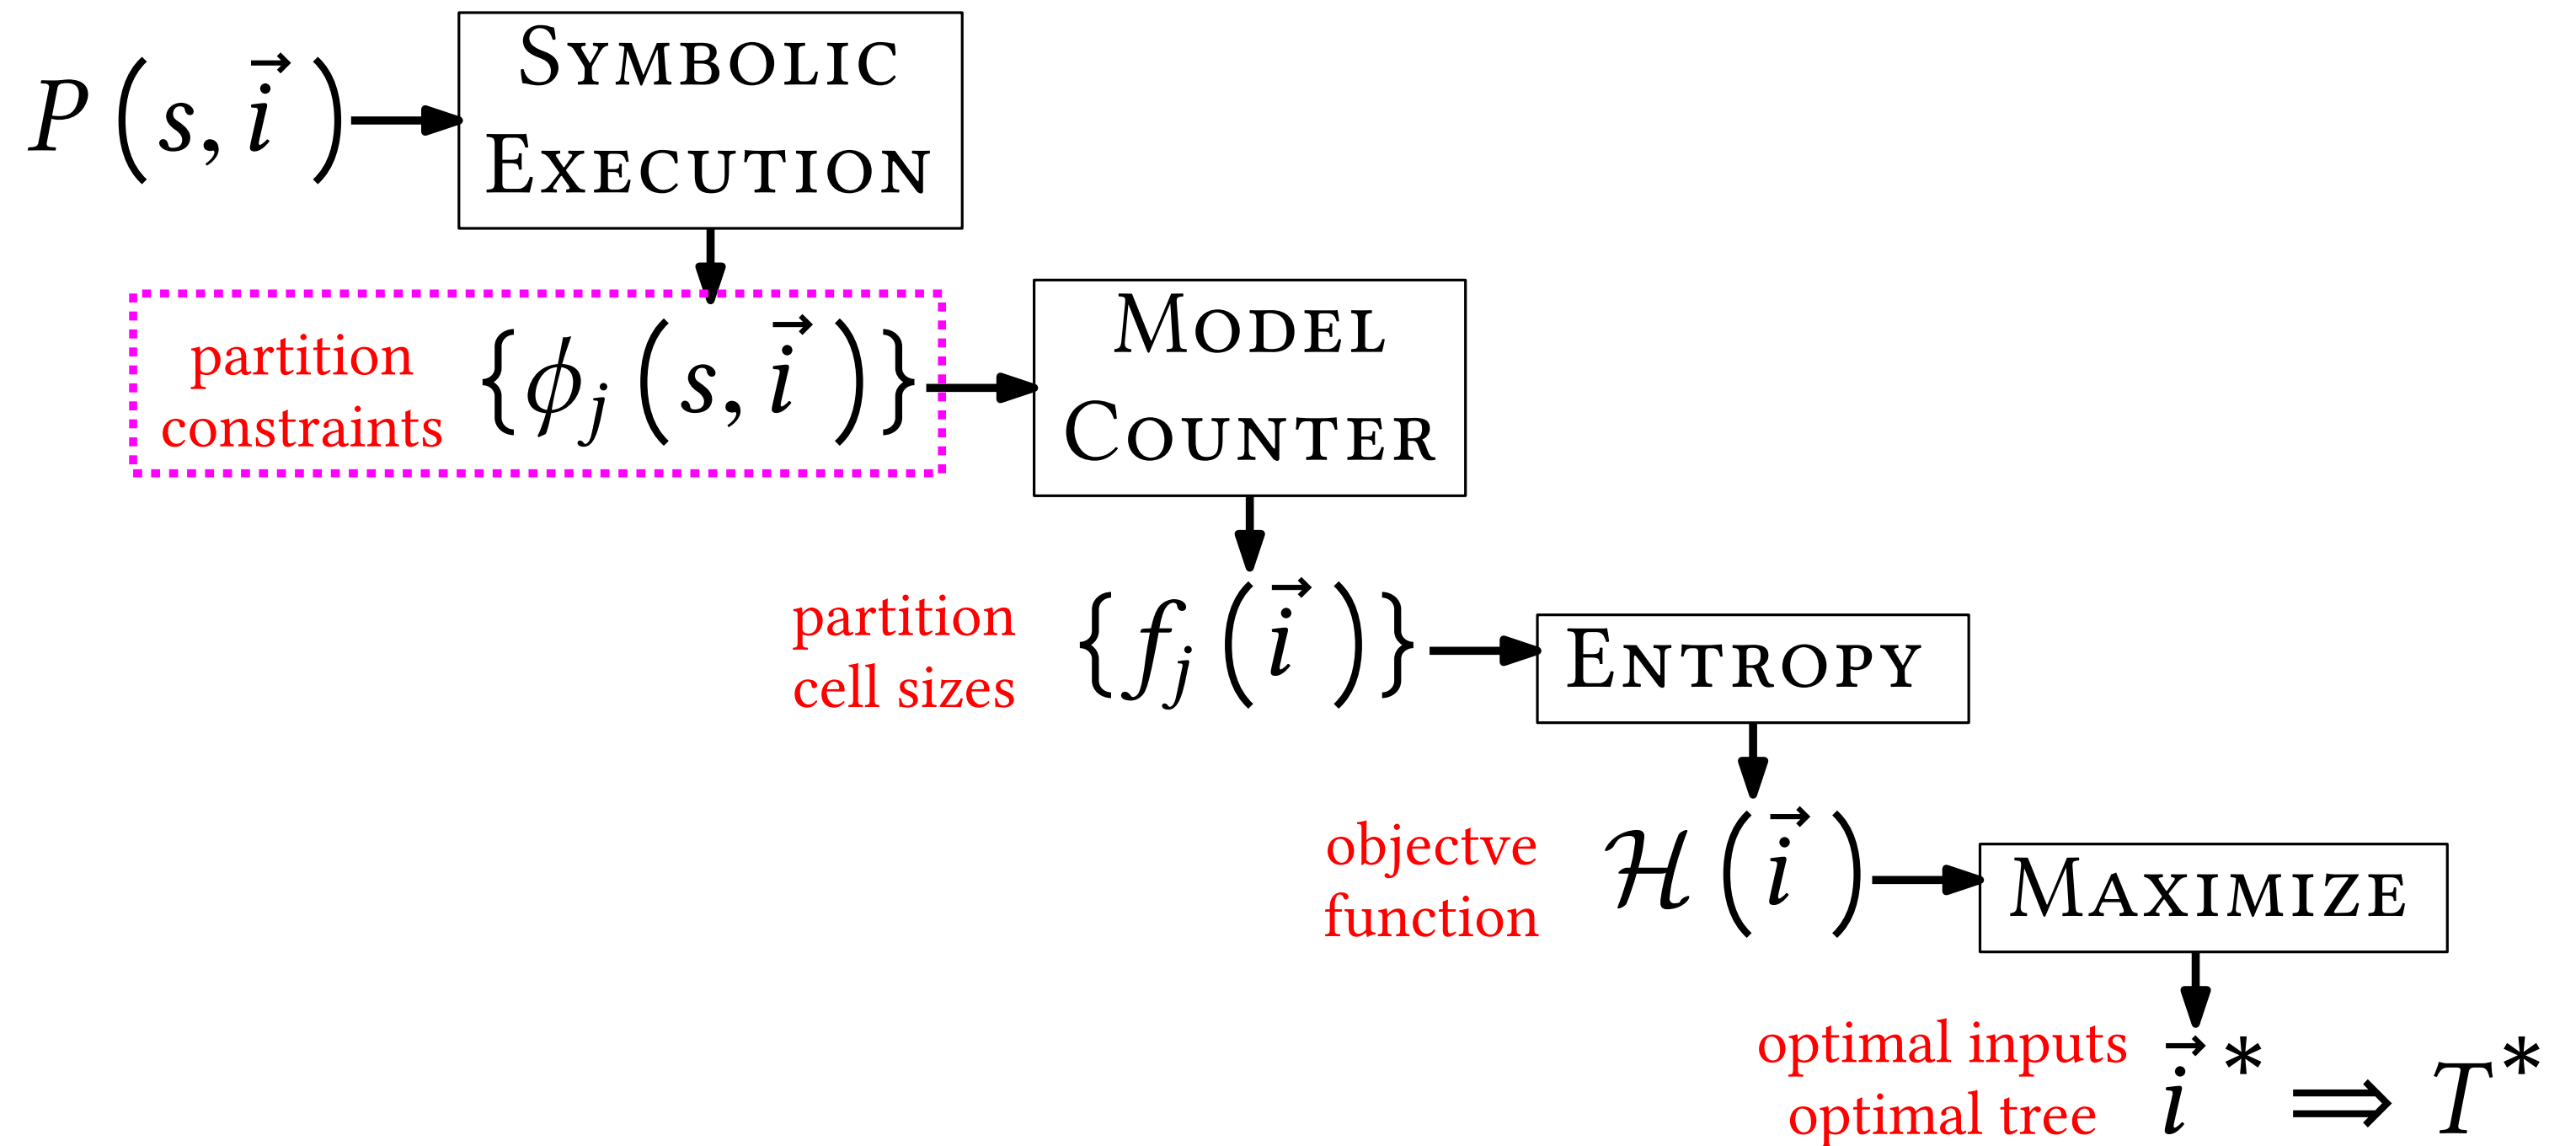 P(s, i⃗)
SYMBOLIC
EXECUTION
partition
constraints
{ϕⱼ(s, i⃗)}
MODEL
COUNTER
partition
cell sizes
{fⱼ(i⃗)}
ENTROPY
objectve
function
ℋ(i⃗)
MAXIMIZE
optimal inputs
optimal tree
i⃗* ⟹ T*